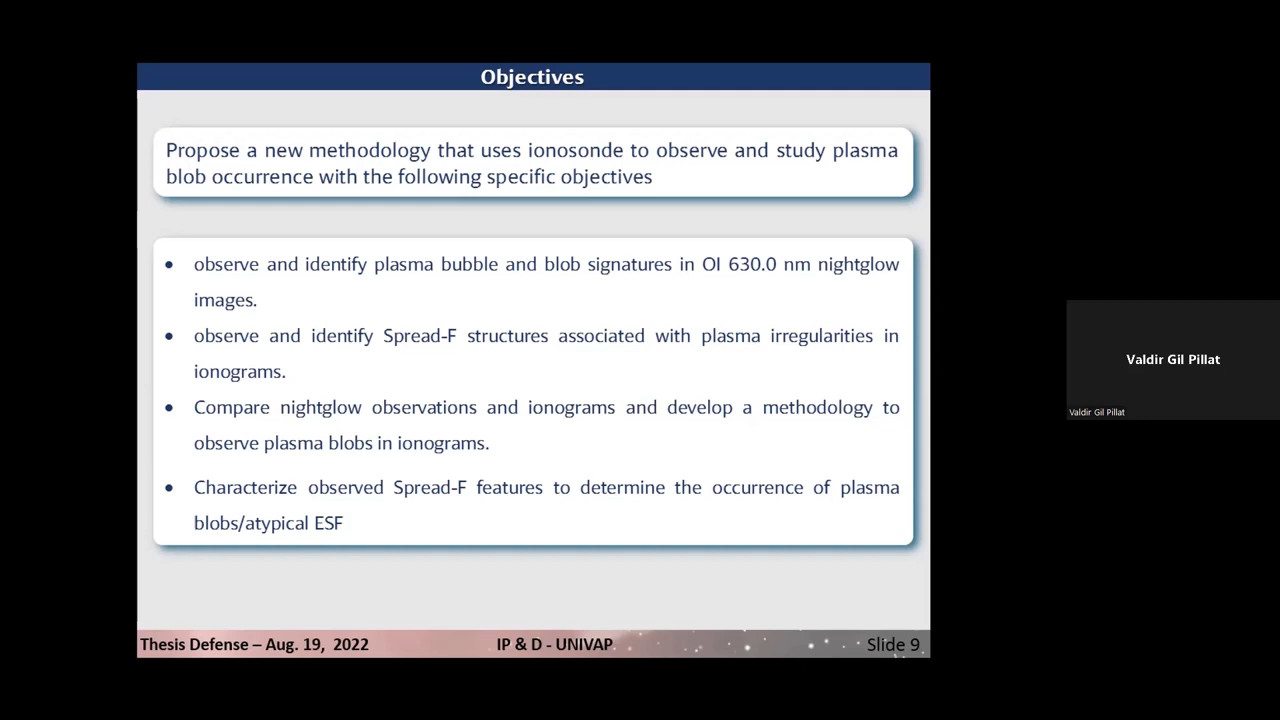 Objectives
Propose a new methodology that uses ionosonde to observe and study plasma
blob occurrence with the following specific objectives
• observe and identify plasma bubble and blob signatures in OI 630.0 nm nightglow
images.
• observe and identify Spread-F structures associated with plasma irregularities in
ionograms.
• Compare nightglow observations and ionograms and develop a methodology to
observe plasma blobs in ionograms.
• Characterize observed Spread-F features to determine the occurrence of plasma
blobs/atypical ESF
Thesis Defense – Aug. 19, 2022 IP & D - UNIVAP Slide 9
Valdir Gil Pillat
Valdir Gil Pillat